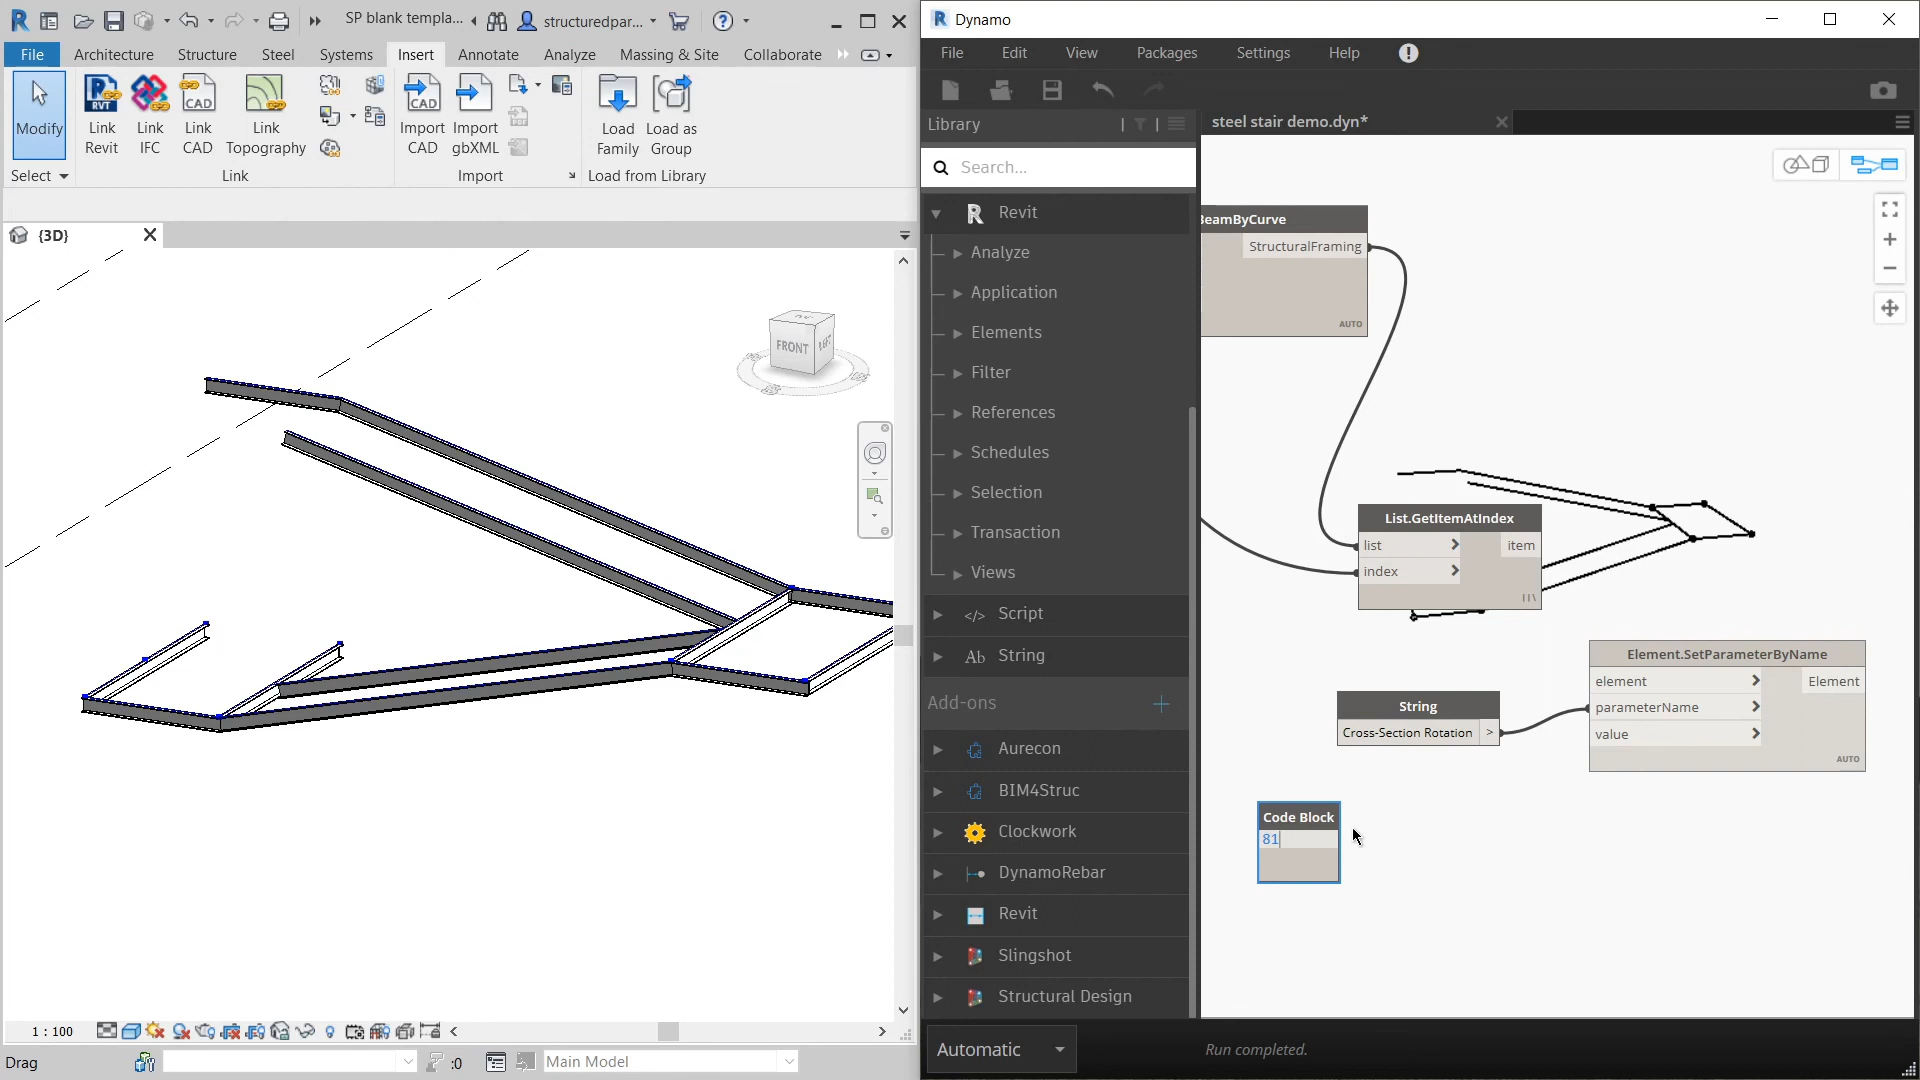 SP blank templa...
structuredpar...
File
Architecture
Structure
Steel
Systems
Insert
Annotate
Analyze
Massing & Site
Collaborate
Modify
Link Revit
Link IFC
Link CAD
Link Topography
Import CAD
Import gbXML
Load Family
Load as Group
Select
Link
Import
Load from Library
{3D}
FRONT
LEFT
1 : 100
Drag
:0
Main Model
Dynamo
File
Edit
View
Packages
Settings
Help
Library
steel stair demo.dyn*
Search...
Revit
Analyze
Application
Elements
Filter
References
Schedules
Selection
Transaction
Views
Script
Ab String
Add-ons
Aurecon
BIM4Struc
Clockwork
DynamoRebar
Revit
Slingshot
Structural Design
Automatic
Run completed.
BeamByCurve
StructuralFraming
AUTO
List.GetItemAtIndex
list > item
index >
Element.SetParameterByName
element > Element
parameterName >
value >
AUTO
String
Cross-Section Rotation >
Code Block
81